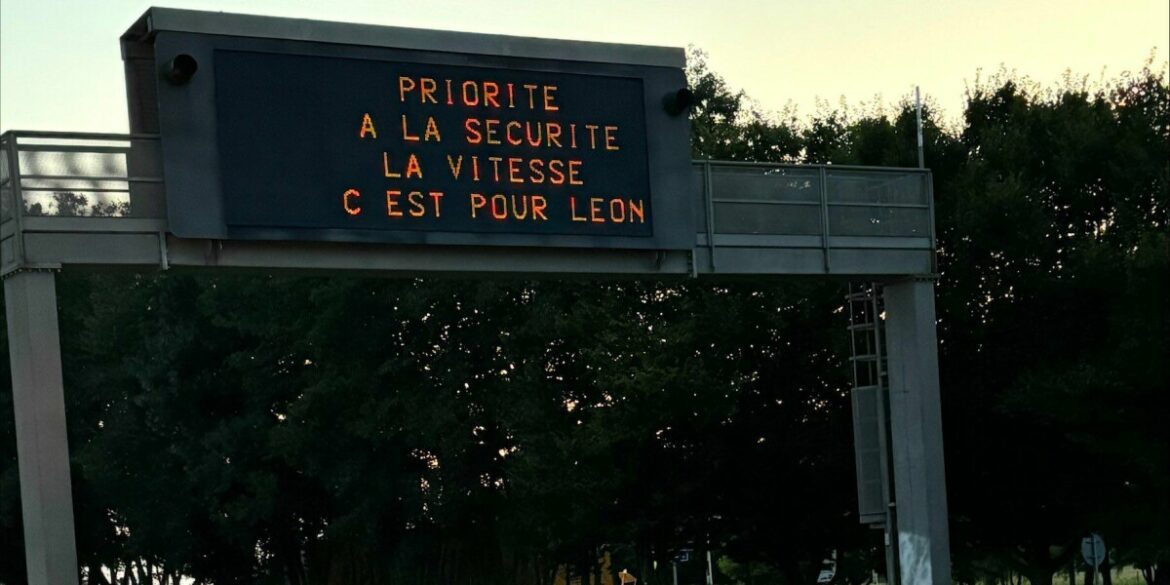 PRIORITE
A LA SECURITE
LA VITESSE
C EST POUR LEON